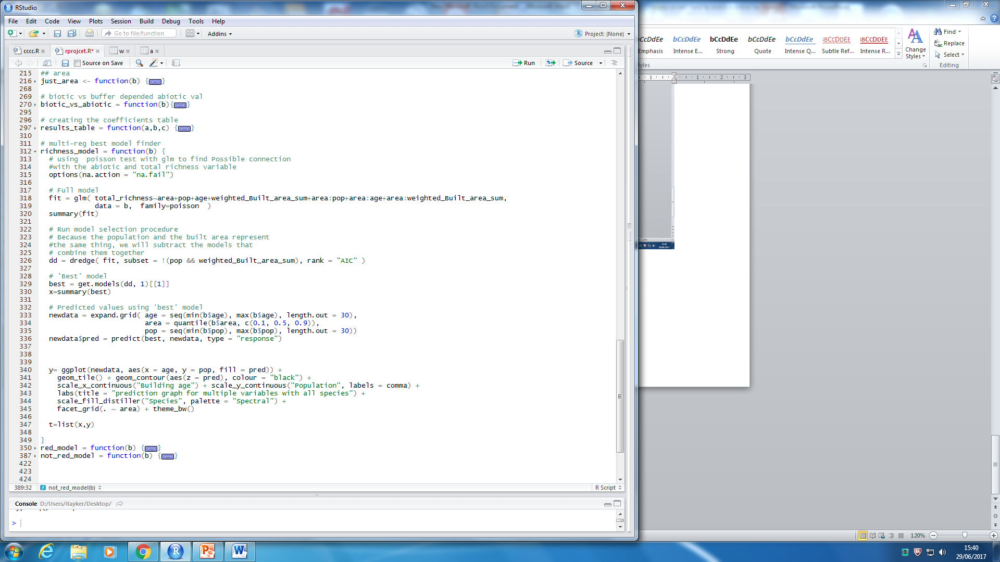 RStudio
File Edit Code View Plots Session Build Debug Tools Help
Go to file/function Addins Project: (None)
cccc.R rprojcet.R* w a
Source on Save Run Source
215 ## area
216 just_area <- function(b) {}
268
269 # biotic vs buffer depended abiotic val
270 biotic_vs_abiotic = function(b){}
295
296 # creating the coefficients table
297 results_table = function(a,b,c) {}
310
311 # multi-reg best model finder
312 richness_model = function(b) {
313 # using  poisson test with glm to find Possible connection
314 #with the abiotic and total richness variable
315 options(na.action = "na.fail")
316
317 # Full model
318 fit = glm( total_richness~area+pop+age+weighted_Built_area_sum+area:pop+area:age+area:weighted_Built_area_sum,
319 data = b,  family=poisson  )
320 summary(fit)
321
322 # Run model selection procedure
323 # Because the population and the built area represent
324 #the same thing, we will subtract the models that
325 # combine them together
326 dd = dredge( fit, subset = !(pop && weighted_Built_area_sum), rank = "AIC" )
327
328 # 'Best' model
329 best = get.models(dd, 1)[[1]]
330 x=summary(best)
331
332 # Predicted values using 'best' model
333 newdata = expand.grid( age = seq(min(b$age), max(b$age), length.out = 30),
334 area = quantile(b$area, c(0.1, 0.5, 0.9)),
335 pop = seq(min(b$pop), max(b$pop), length.out = 30))
336 newdata$pred = predict(best, newdata, type = "response")
337
338
339
340 y= ggplot(newdata, aes(x = age, y = pop, fill = pred)) +
341 geom_tile() + geom_contour(aes(z = pred), colour = "black") +
342 scale_x_continuous("Building age") + scale_y_continuous("Population", labels = comma) +
343 labs(title = "prediction graph for multiple variables with all species") +
344 scale_fill_distiller("Species", palette = "Spectral") +
345 facet_grid(. ~ area) + theme_bw()
346
347 t=list(x,y)
348
349 }
350 red_model = function(b) {}
387 not_red_model = function(b) {}
422
423
424
389:32 not_red_model(b) R Script
Console D:/Users/itayker/Desktop/
>
bCcDdEe bCcDdEe bCcDdEe bCcDdEe bCcDdEe
Emphasis Intense E... Strong Quote Intense Q... Subtle Ref... Intense R...
Change Styles
Find
Replace
Select
Editing
1 1 2 3
15:40
29/06/2017
120%
15:40
29/06/2017